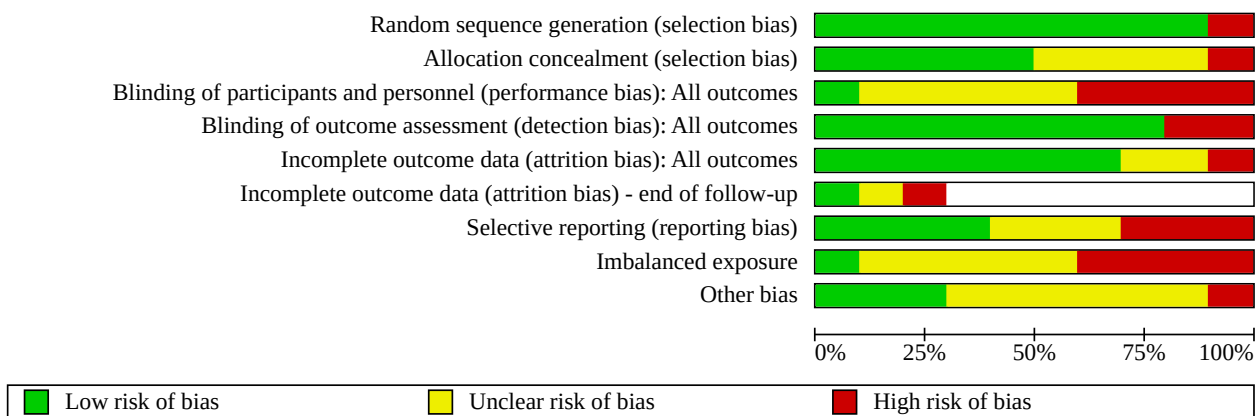 Random sequence generation (selection bias)
Allocation concealment (selection bias)
Blinding of participants and personnel (performance bias): All outcomes
Blinding of outcome assessment (detection bias): All outcomes
Incomplete outcome data (attrition bias): All outcomes
Incomplete outcome data (attrition bias) - end of follow-up
Selective reporting (reporting bias)
Imbalanced exposure
Other bias
0% 25% 50% 75% 100%
Low risk of bias Unclear risk of bias High risk of bias